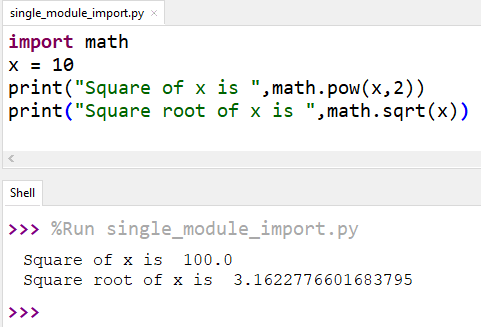 single_module_import.py ×
import math
x = 10
print("Square of x is ",math.pow(x,2))
print("Square root of x is ",math.sqrt(x))
<
Shell
>>> %Run single_module_import.py
Square of x is  100.0
Square root of x is  3.1622776601683795
>>>